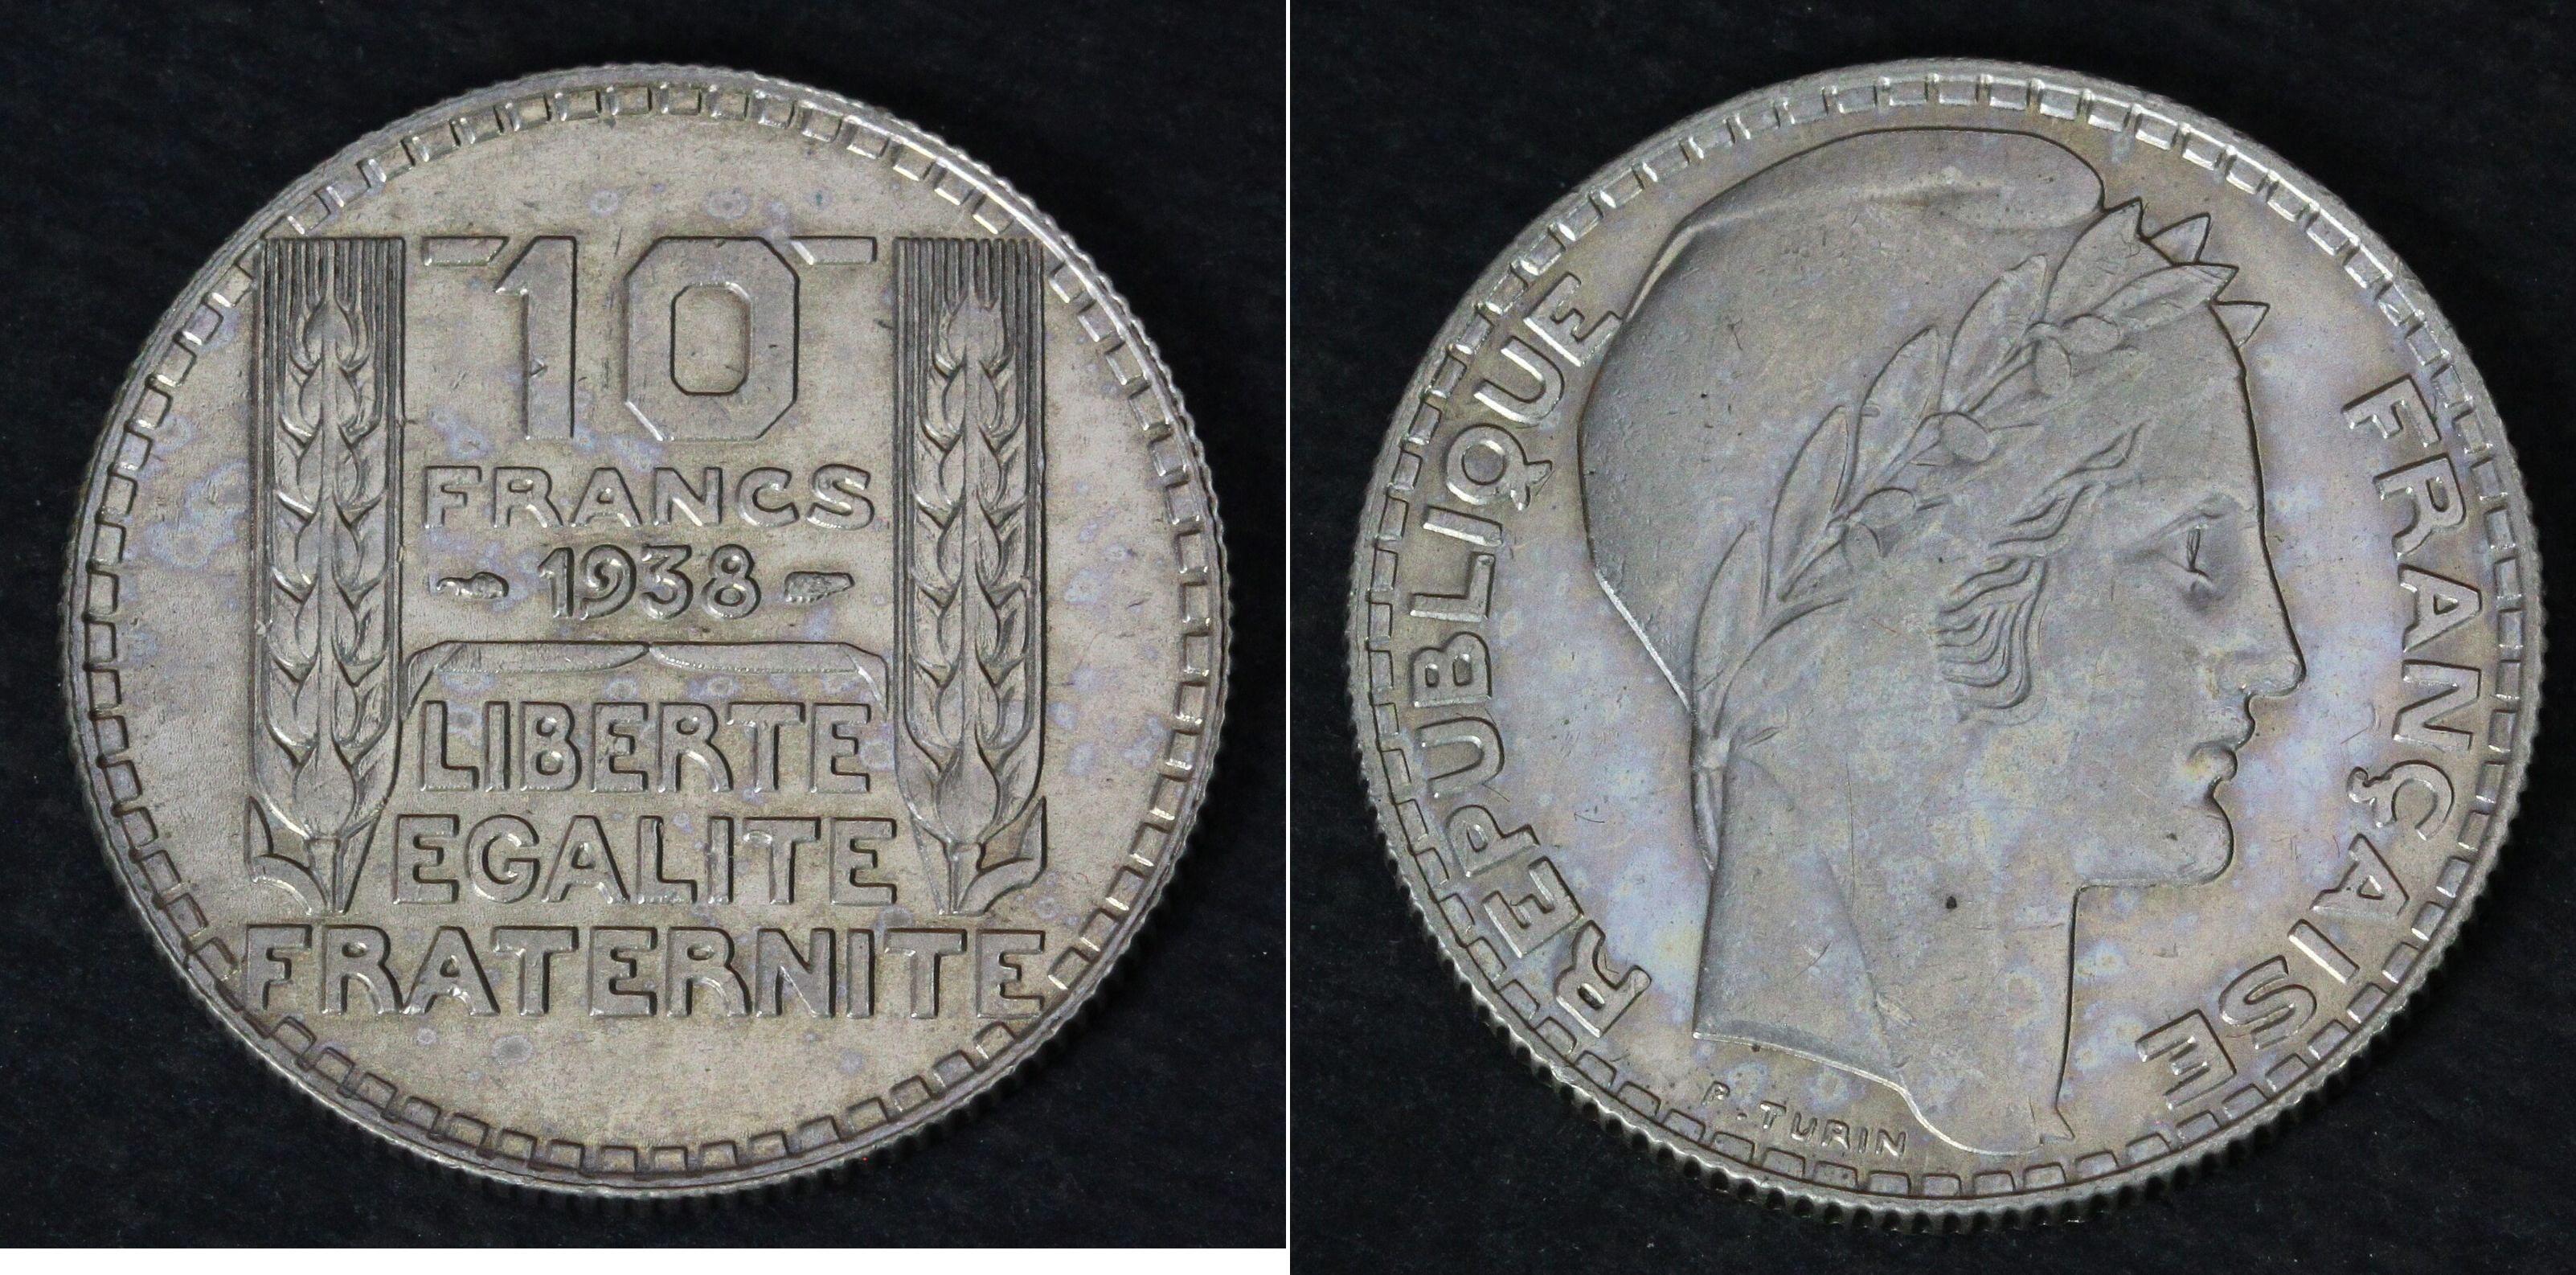 10
FRANCS
1938
LIBERTE
EGALITE
FRATERNITE
REPUBLIQUE
FRANÇAISE
P. TURIN